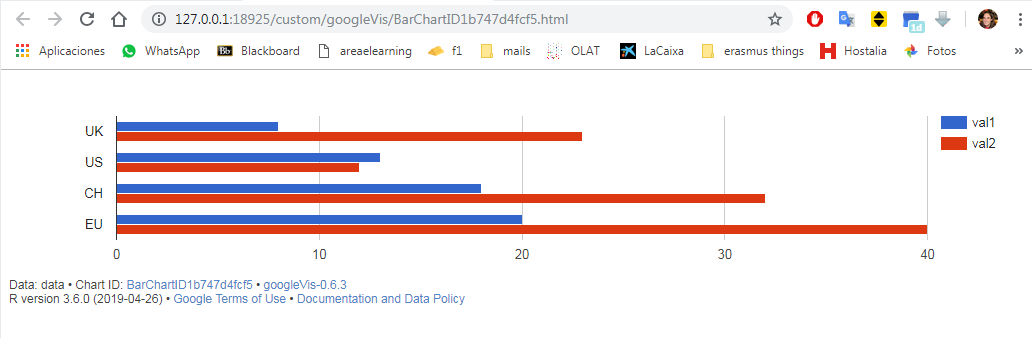 127.0.0.1:18925/custom/googleVis/BarChartID1b747d4fcf5.html
1d
Aplicaciones WhatsApp Bb Blackboard areaelearning f1 mails OLAT LaCaixa erasmus things H Hostalia Fotos »
UK
US
CH
EU
0 10 20 30 40
val1
val2
Data: data • Chart ID: BarChartID1b747d4fcf5 • googleVis-0.6.3
R version 3.6.0 (2019-04-26) • Google Terms of Use • Documentation and Data Policy